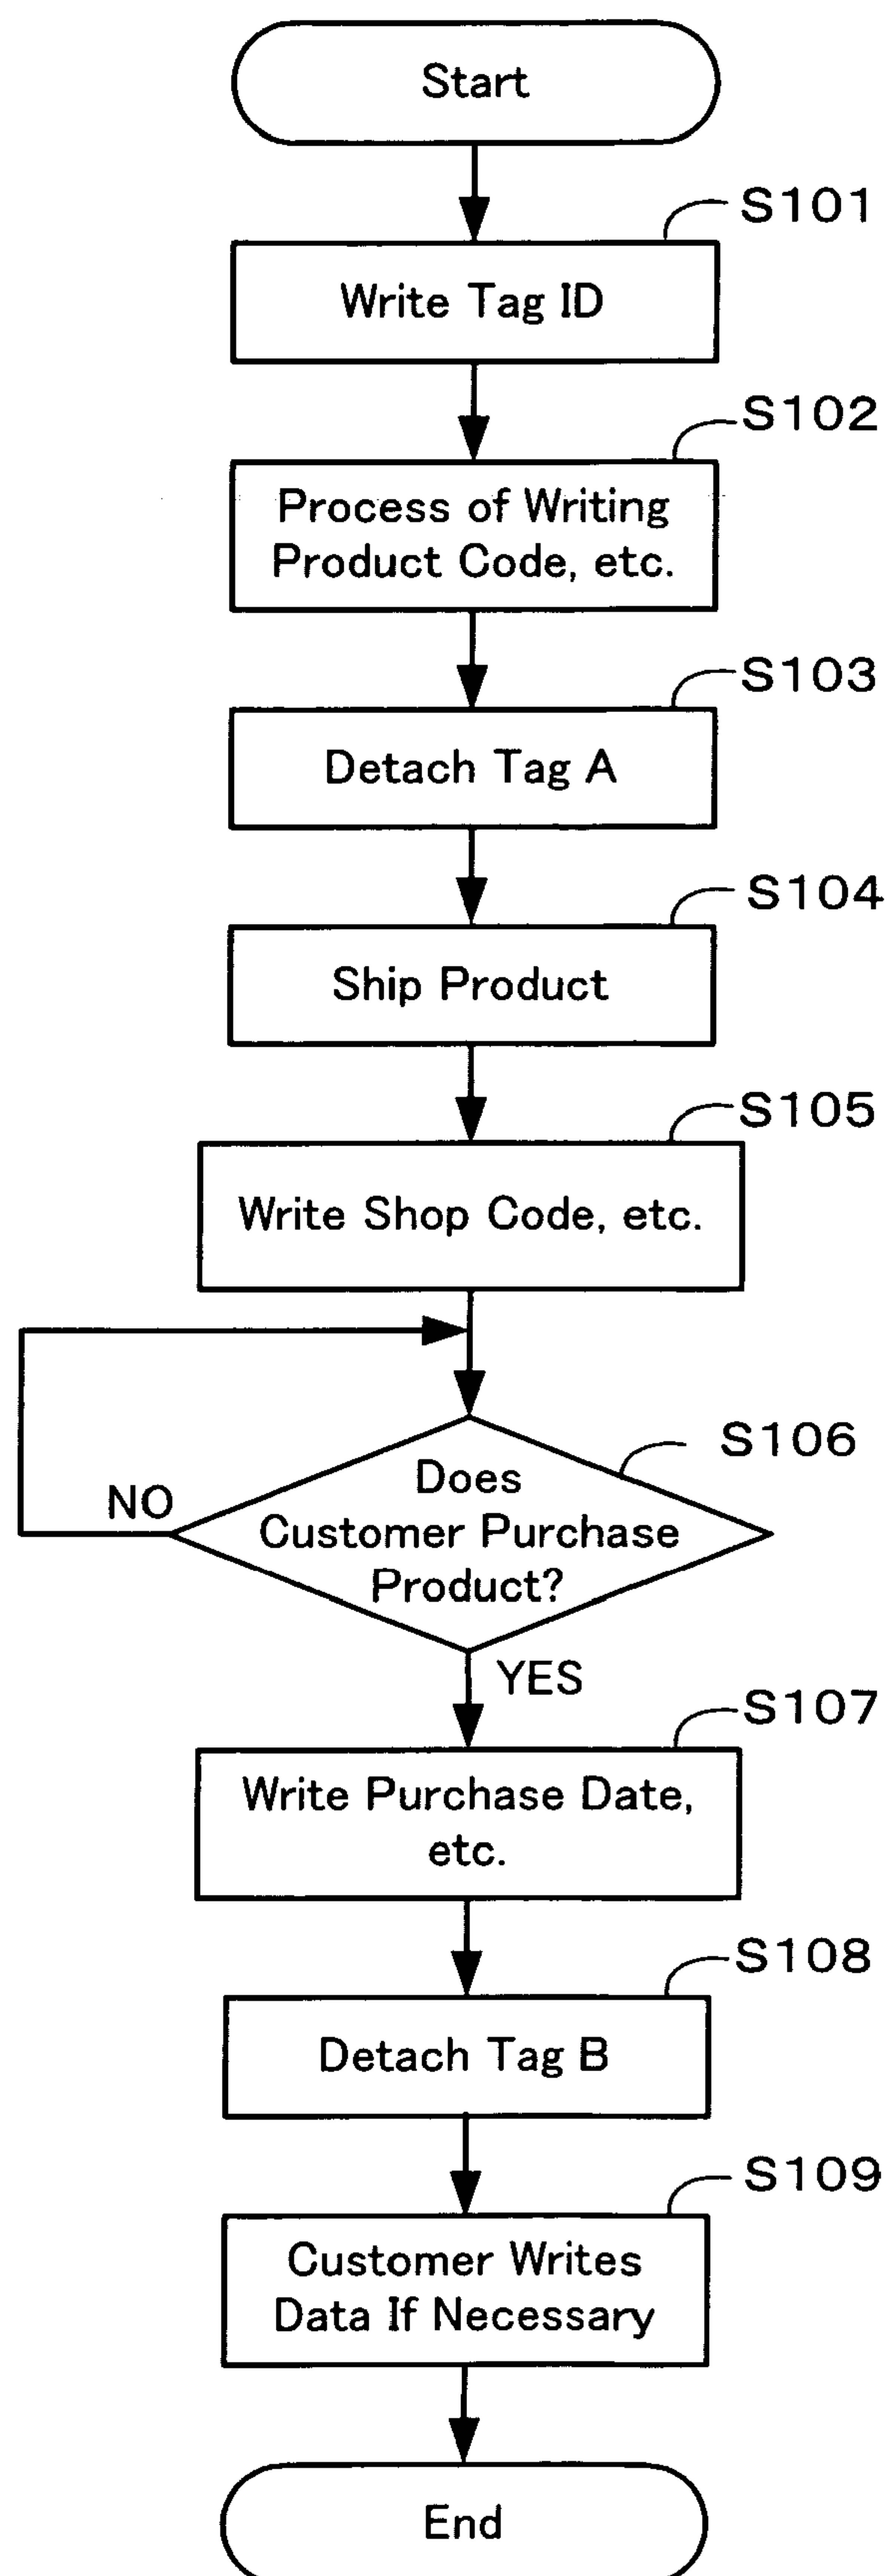 Start
S101
Write Tag ID
S102
Process of Writing
Product Code, etc.
S103
Detach Tag A
S104
Ship Product
S105
Write Shop Code, etc.
S106
Does
Customer Purchase
Product?
NO
YES
S107
Write Purchase Date,
etc.
S108
Detach Tag B
S109
Customer Writes
Data If Necessary
End